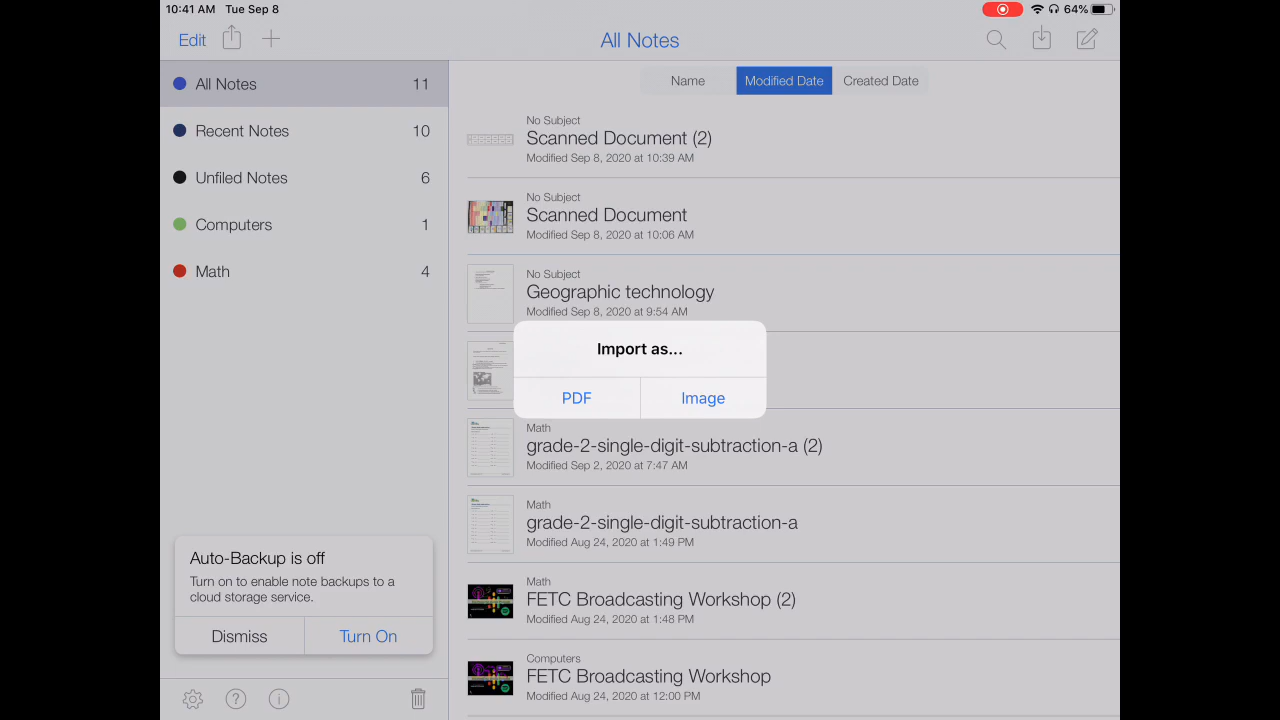 10:41 AM Tue Sep 8
64%
Edit
All Notes
All Notes 11
Recent Notes 10
Unfiled Notes 6
Computers 1
Math 4
Auto-Backup is off
Turn on to enable note backups to a
cloud storage service.
Dismiss Turn On
Name Modified Date Created Date
No Subject
Scanned Document (2)
Modified Sep 8, 2020 at 10:39 AM
No Subject
Scanned Document
Modified Sep 8, 2020 at 10:06 AM
No Subject
Geographic technology
Modified Sep 8, 2020 at 9:54 AM
Import as...
PDF Image
Math
grade-2-single-digit-subtraction-a (2)
Modified Sep 2, 2020 at 7:47 AM
Math
grade-2-single-digit-subtraction-a
Modified Aug 24, 2020 at 1:49 PM
Math
FETC Broadcasting Workshop (2)
Modified Aug 24, 2020 at 1:48 PM
Computers
FETC Broadcasting Workshop
Modified Aug 24, 2020 at 12:00 PM